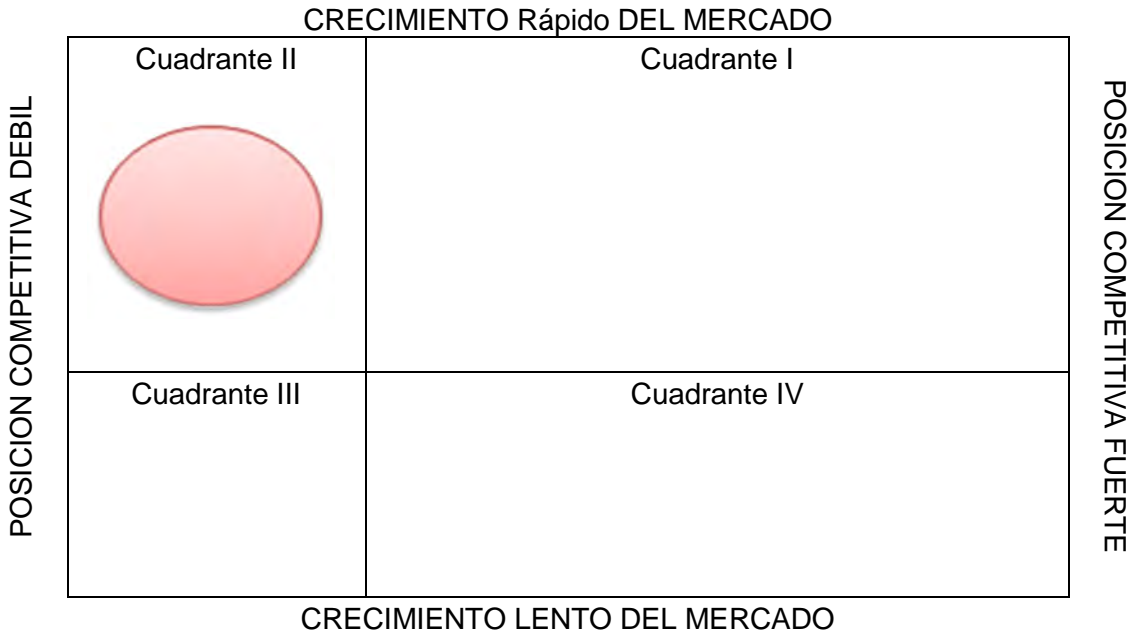 CRECIMIENTO Rápido DEL MERCADO
Cuadrante II
Cuadrante I
POSICION COMPETITIVA DEBIL
POSICION COMPETITIVA FUERTE
Cuadrante III
Cuadrante IV
CRECIMIENTO LENTO DEL MERCADO